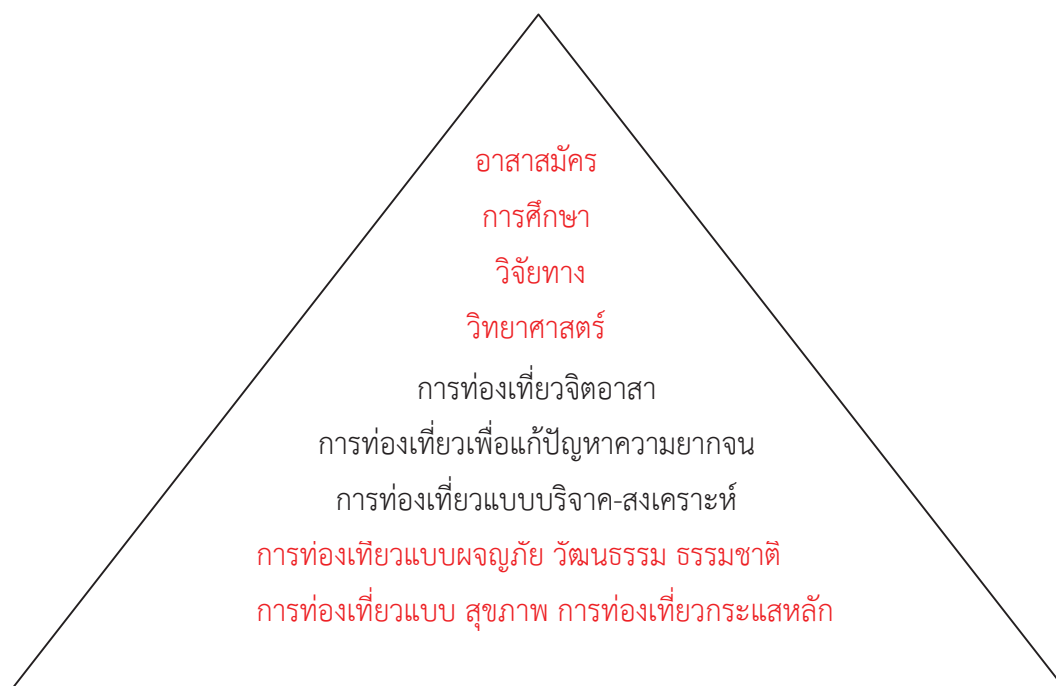 อาสาสมัคร
การศึกษา
วิจัยทาง
วิทยาศาสตร์
การท่องเที่ยวจิตอาสา
การท่องเที่ยวเพื่อแก้ปัญหาความยากจน
การท่องเที่ยวแบบบริจาค-สงเคราะห์
การท่องเทียวแบบผจญภัย วัฒนธรรม ธรรมชาติ
การท่องเที่ยวแบบ สุขภาพ การท่องเที่ยวกระแสหลัก